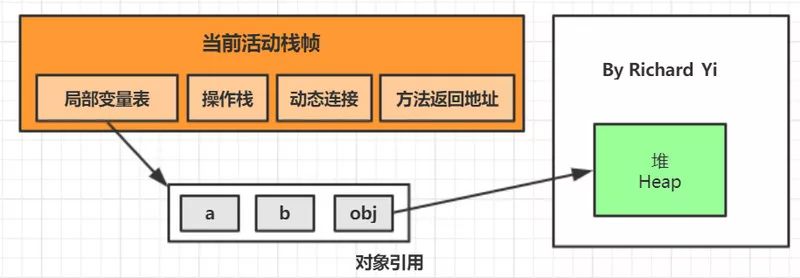 当前活动栈帧
局部变量表
操作栈
动态连接
方法返回地址
By Richard Yi
堆
Heap
a
b
obj
对象引用